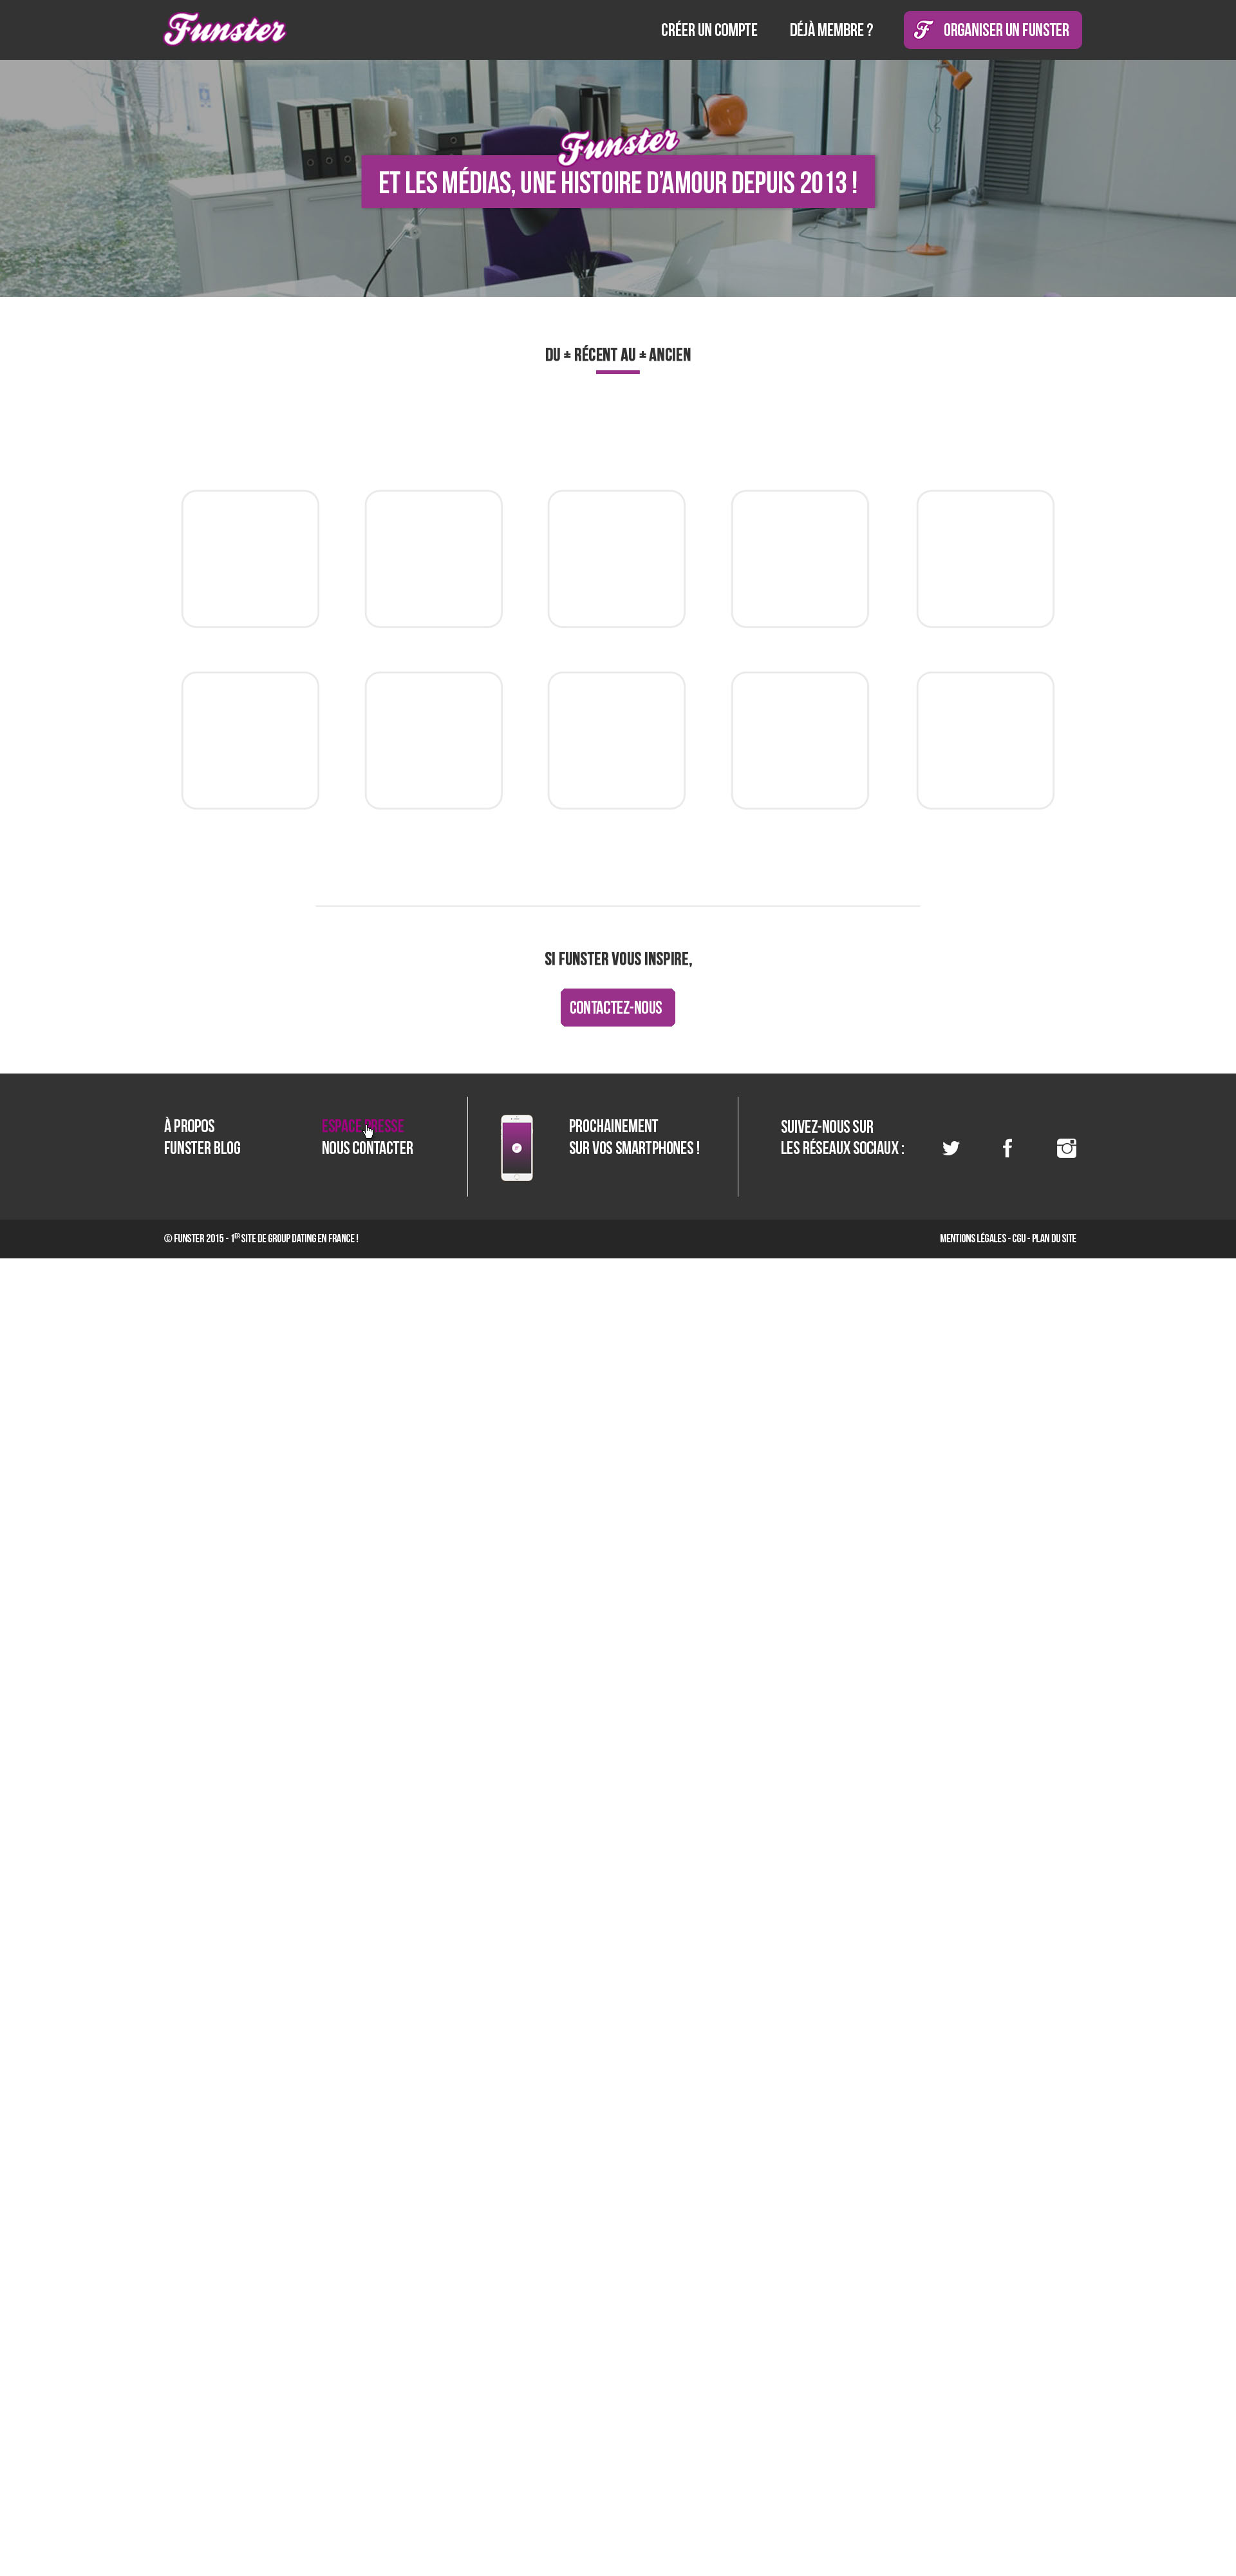 Funster
CRÉER UN COMPTE
DÉJÀ MEMBRE ?
F ORGANISER UN FUNSTER
Funster
ET LES MÉDIAS, UNE HISTOIRE D’AMOUR DEPUIS 2013 !
DU + RÉCENT AU + ANCIEN
SI FUNSTER VOUS INSPIRE,
CONTACTEZ-NOUS
À PROPOS
FUNSTER BLOG
ESPACE PRESSE
NOUS CONTACTER
PROCHAINEMENT
SUR VOS SMARTPHONES !
SUIVEZ-NOUS SUR
LES RÉSEAUX SOCIAUX :
© FUNSTER 2015 - 1ER SITE DE GROUP DATING EN FRANCE !
MENTIONS LÉGALES - CGU - PLAN DU SITE